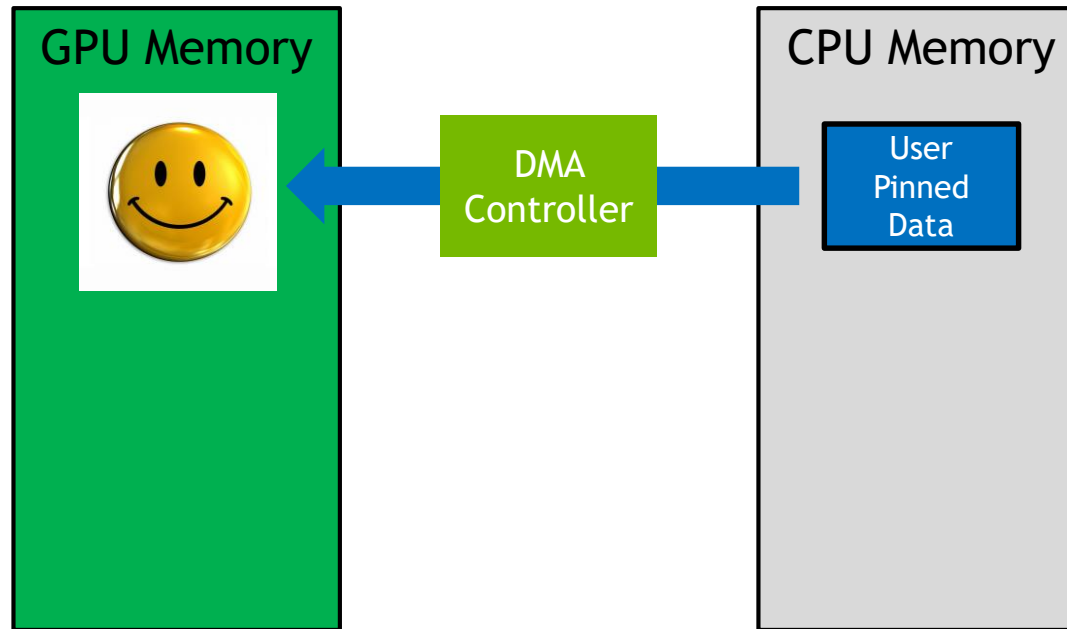 GPU Memory
DMA
Controller
CPU Memory
User
Pinned
Data